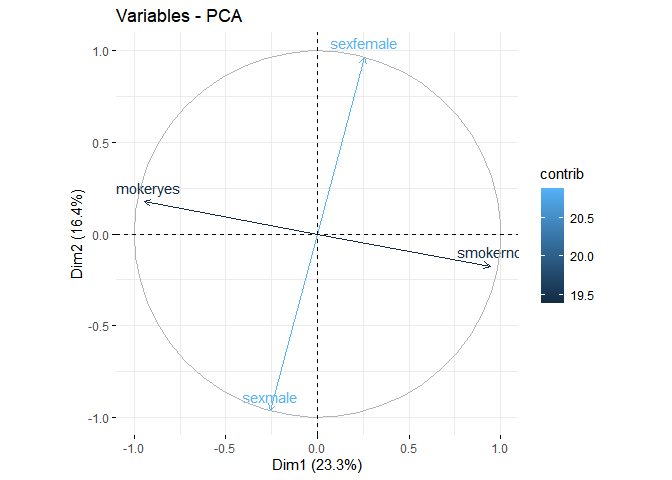 Variables - PCA
sexfemale
mokeryes
smokerno
sexmale
1.0
0.5
0.0
-0.5
-1.0
-1.0
-0.5
0.0
0.5
1.0
Dim2 (16.4%)
Dim1 (23.3%)
contrib
20.5
20.0
19.5